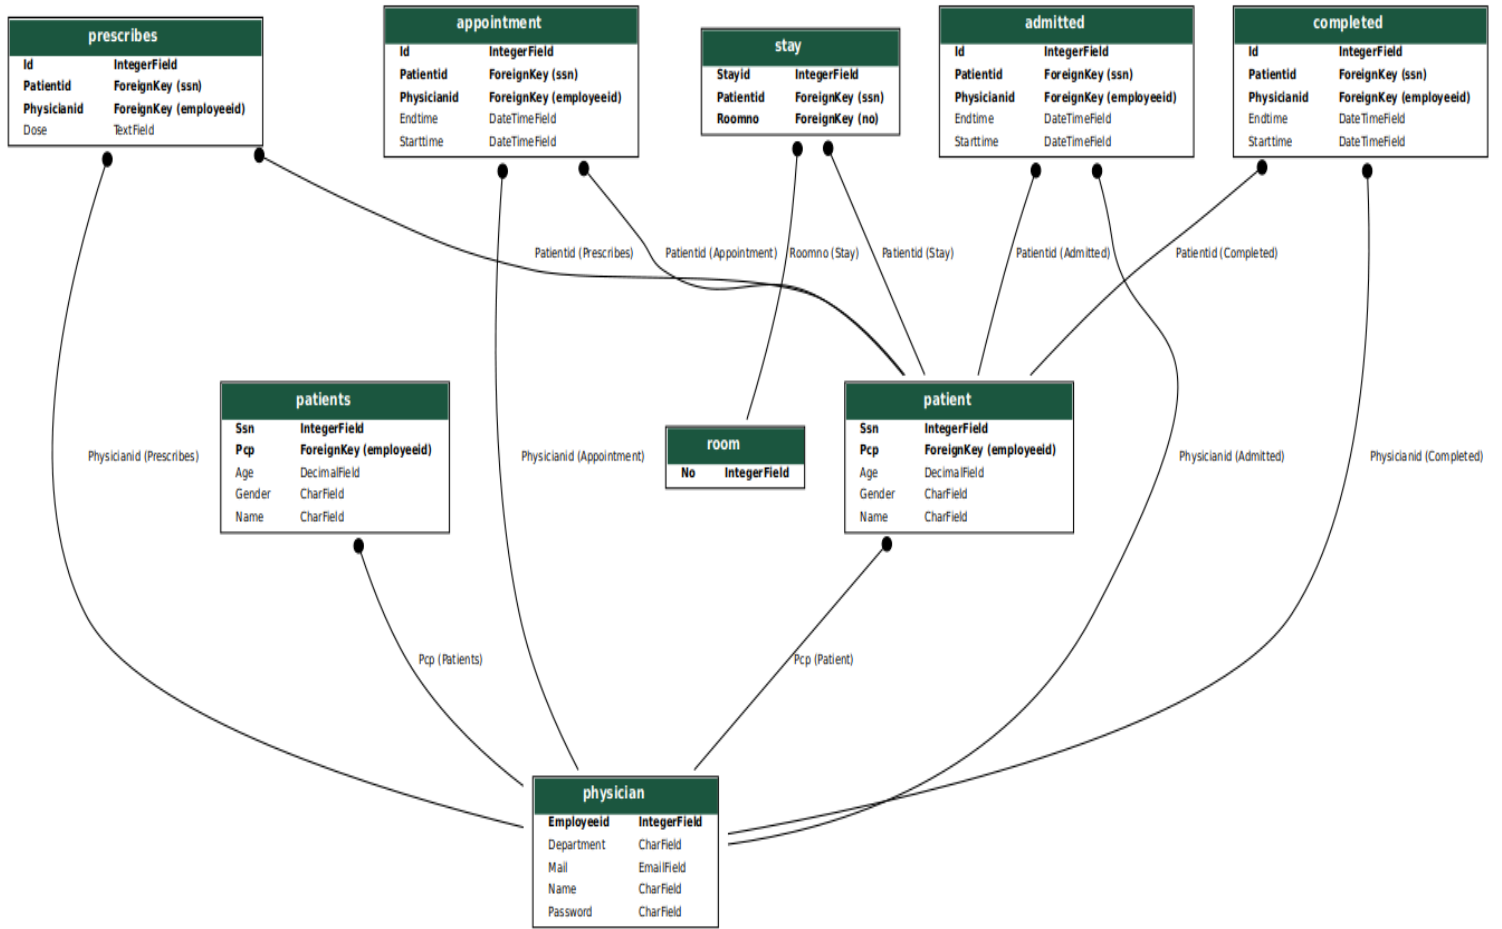 prescribes
Id IntegerField
Patientid ForeignKey (ssn)
Physicianid ForeignKey (employeeid)
Dose TextField
appointment
Id IntegerField
Patientid ForeignKey (ssn)
Physicianid ForeignKey (employeeid)
Endtime DateTimeField
Starttime DateTimeField
stay
Stayid IntegerField
Patientid ForeignKey (ssn)
Roomno ForeignKey (no)
admitted
Id IntegerField
Patientid ForeignKey (ssn)
Physicianid ForeignKey (employeeid)
Endtime DateTimeField
Starttime DateTimeField
completed
Id IntegerField
Patientid ForeignKey (ssn)
Physicianid ForeignKey (employeeid)
Endtime DateTimeField
Starttime DateTimeField
Patientid (Prescribes)
Patientid (Appointment)
Roomno (Stay)
Patientid (Stay)
Patientid (Admitted)
Patientid (Completed)
patients
Ssn IntegerField
Pcp ForeignKey (employeeid)
Age DecimalField
Gender CharField
Name CharField
room
No IntegerField
patient
Ssn IntegerField
Pcp ForeignKey (employeeid)
Age DecimalField
Gender CharField
Name CharField
Physicianid (Prescribes)
Physicianid (Appointment)
Physicianid (Admitted)
Physicianid (Completed)
Pcp (Patients)
Pcp (Patient)
physician
Employeeid IntegerField
Department CharField
Mail EmailField
Name CharField
Password CharField